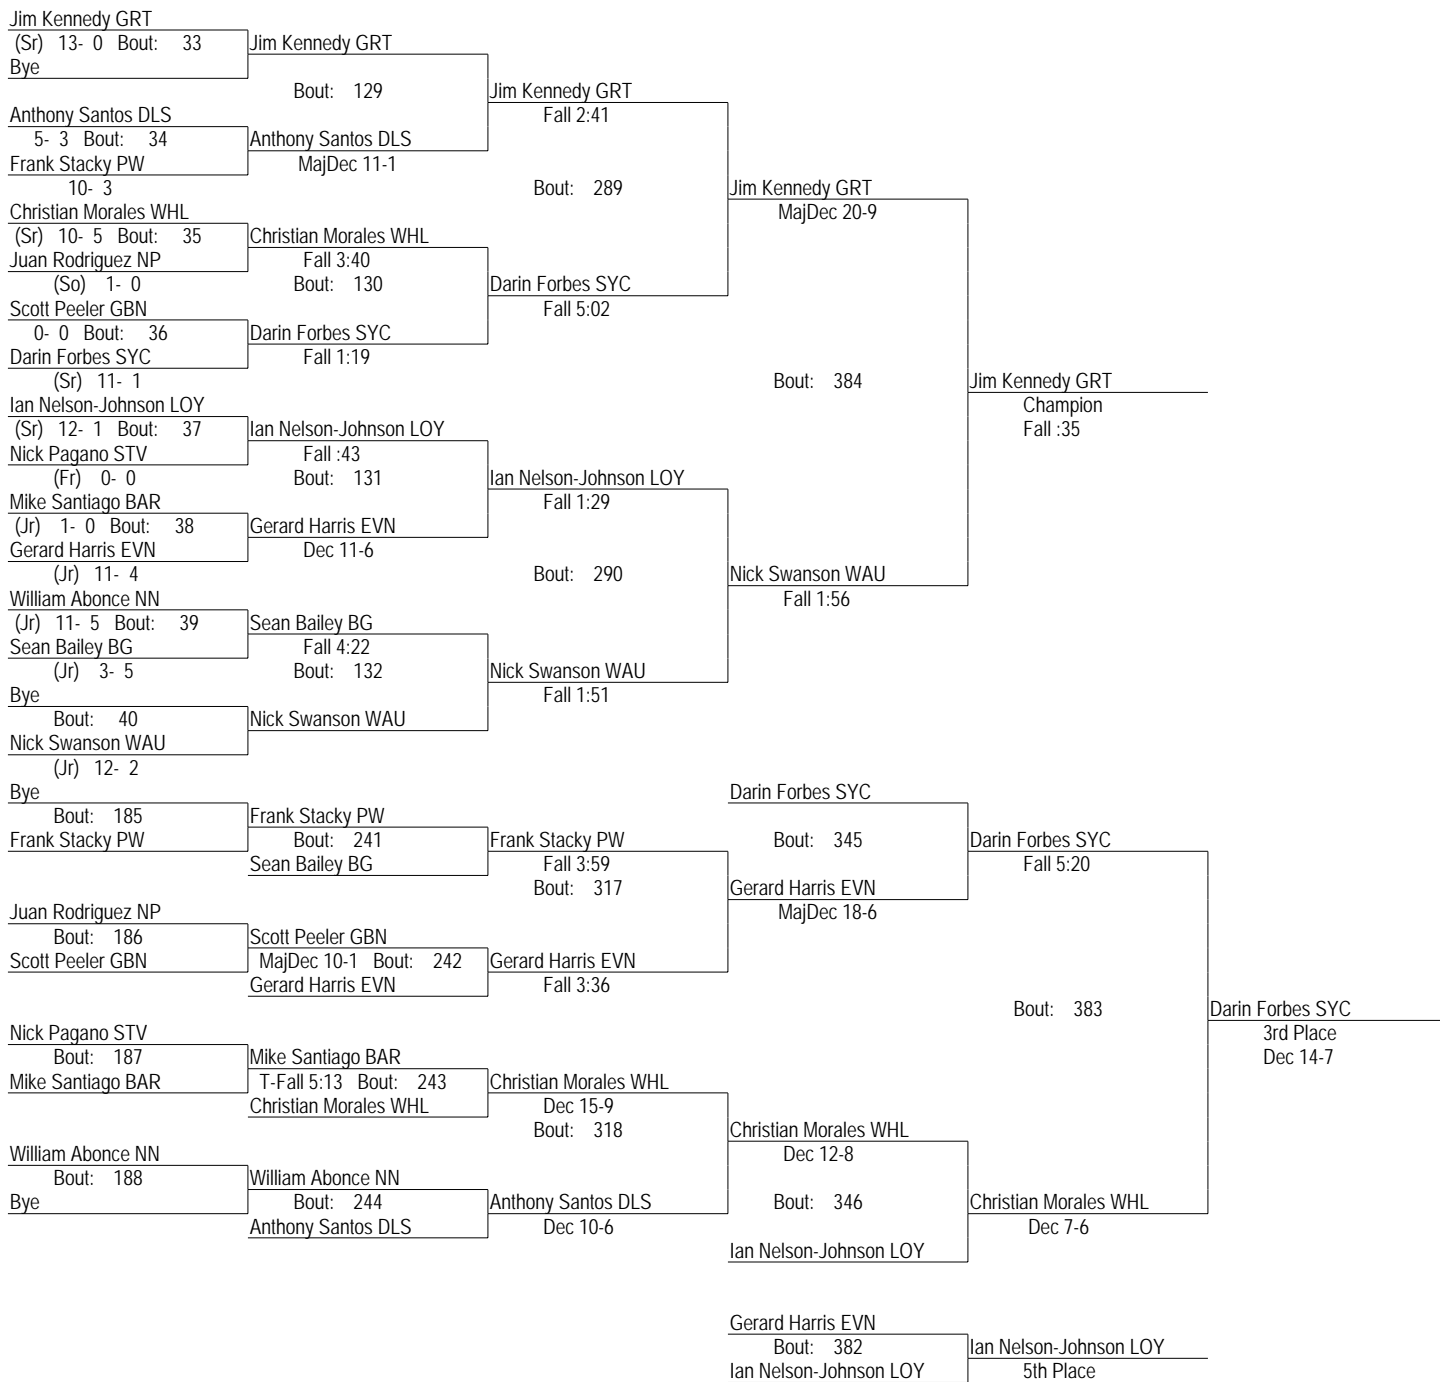 Jim Kennedy GRT
(Sr) 13- 0 Bout: 33
Jim Kennedy GRT
Bye
Bout: 129
Jim Kennedy GRT
Anthony Santos DLS
Fall 2:41
5- 3 Bout: 34
Anthony Santos DLS
Frank Stacky PW
MajDec 11-1
10- 3
Bout: 289
Jim Kennedy GRT
Christian Morales WHL
MajDec 20-9
(Sr) 10- 5 Bout: 35
Christian Morales WHL
Juan Rodriguez NP
Fall 3:40
(So) 1- 0
Bout: 130
Darin Forbes SYC
Scott Peeler GBN
Fall 5:02
0- 0 Bout: 36
Darin Forbes SYC
Darin Forbes SYC
Fall 1:19
(Sr) 11- 1
Bout: 384
Jim Kennedy GRT
Ian Nelson-Johnson LOY
Champion
(Sr) 12- 1 Bout: 37
Ian Nelson-Johnson LOY
Fall :35
Nick Pagano STV
Fall :43
(Fr) 0- 0
Bout: 131
Ian Nelson-Johnson LOY
Mike Santiago BAR
Fall 1:29
(Jr) 1- 0 Bout: 38
Gerard Harris EVN
Gerard Harris EVN
Dec 11-6
(Jr) 11- 4
Bout: 290
Nick Swanson WAU
William Abonce NN
Fall 1:56
(Jr) 11- 5 Bout: 39
Sean Bailey BG
Sean Bailey BG
Fall 4:22
(Jr) 3- 5
Bout: 132
Nick Swanson WAU
Bye
Fall 1:51
Bout: 40
Nick Swanson WAU
Nick Swanson WAU
(Jr) 12- 2
Bye
Darin Forbes SYC
Bout: 185
Frank Stacky PW
Frank Stacky PW
Bout: 241
Frank Stacky PW
Bout: 345
Darin Forbes SYC
Sean Bailey BG
Fall 3:59
Fall 5:20
Bout: 317
Gerard Harris EVN
Juan Rodriguez NP
MajDec 18-6
Bout: 186
Scott Peeler GBN
Scott Peeler GBN
MajDec 10-1 Bout: 242
Gerard Harris EVN
Gerard Harris EVN
Fall 3:36
Bout: 383
Darin Forbes SYC
Nick Pagano STV
3rd Place
Bout: 187
Mike Santiago BAR
Dec 14-7
Mike Santiago BAR
T-Fall 5:13 Bout: 243
Christian Morales WHL
Christian Morales WHL
Dec 15-9
Bout: 318
Christian Morales WHL
William Abonce NN
Dec 12-8
Bout: 188
William Abonce NN
Bye
Bout: 244
Anthony Santos DLS
Bout: 346
Christian Morales WHL
Anthony Santos DLS
Dec 10-6
Dec 7-6
Ian Nelson-Johnson LOY
Gerard Harris EVN
Bout: 382
Ian Nelson-Johnson LOY
Ian Nelson-Johnson LOY
5th Place